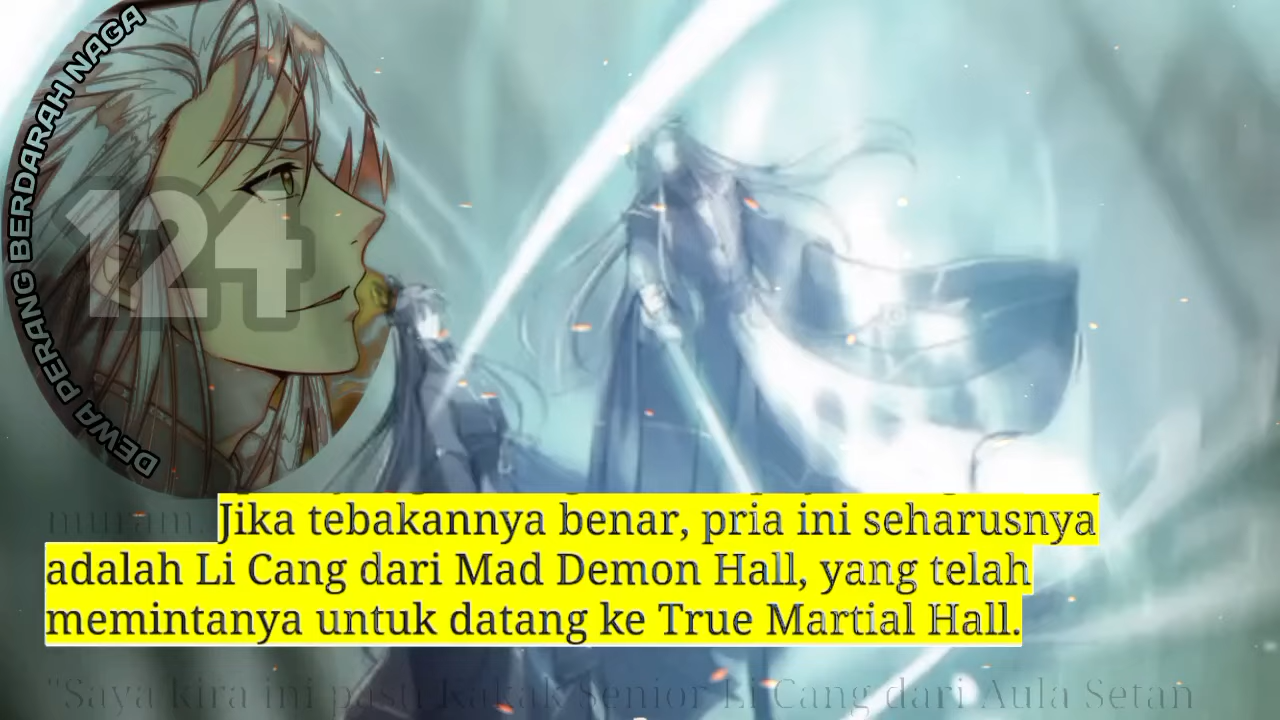 DEWA PERANG BERDARAH NAGA
124
muram. Jika tebakannya benar, pria ini seharusnya
adalah Li Cang dari Mad Demon Hall, yang telah
memintanya untuk datang ke True Martial Hall.
"Saya kira ini pasti Kakak Senior Li Cang dari Aula Setan